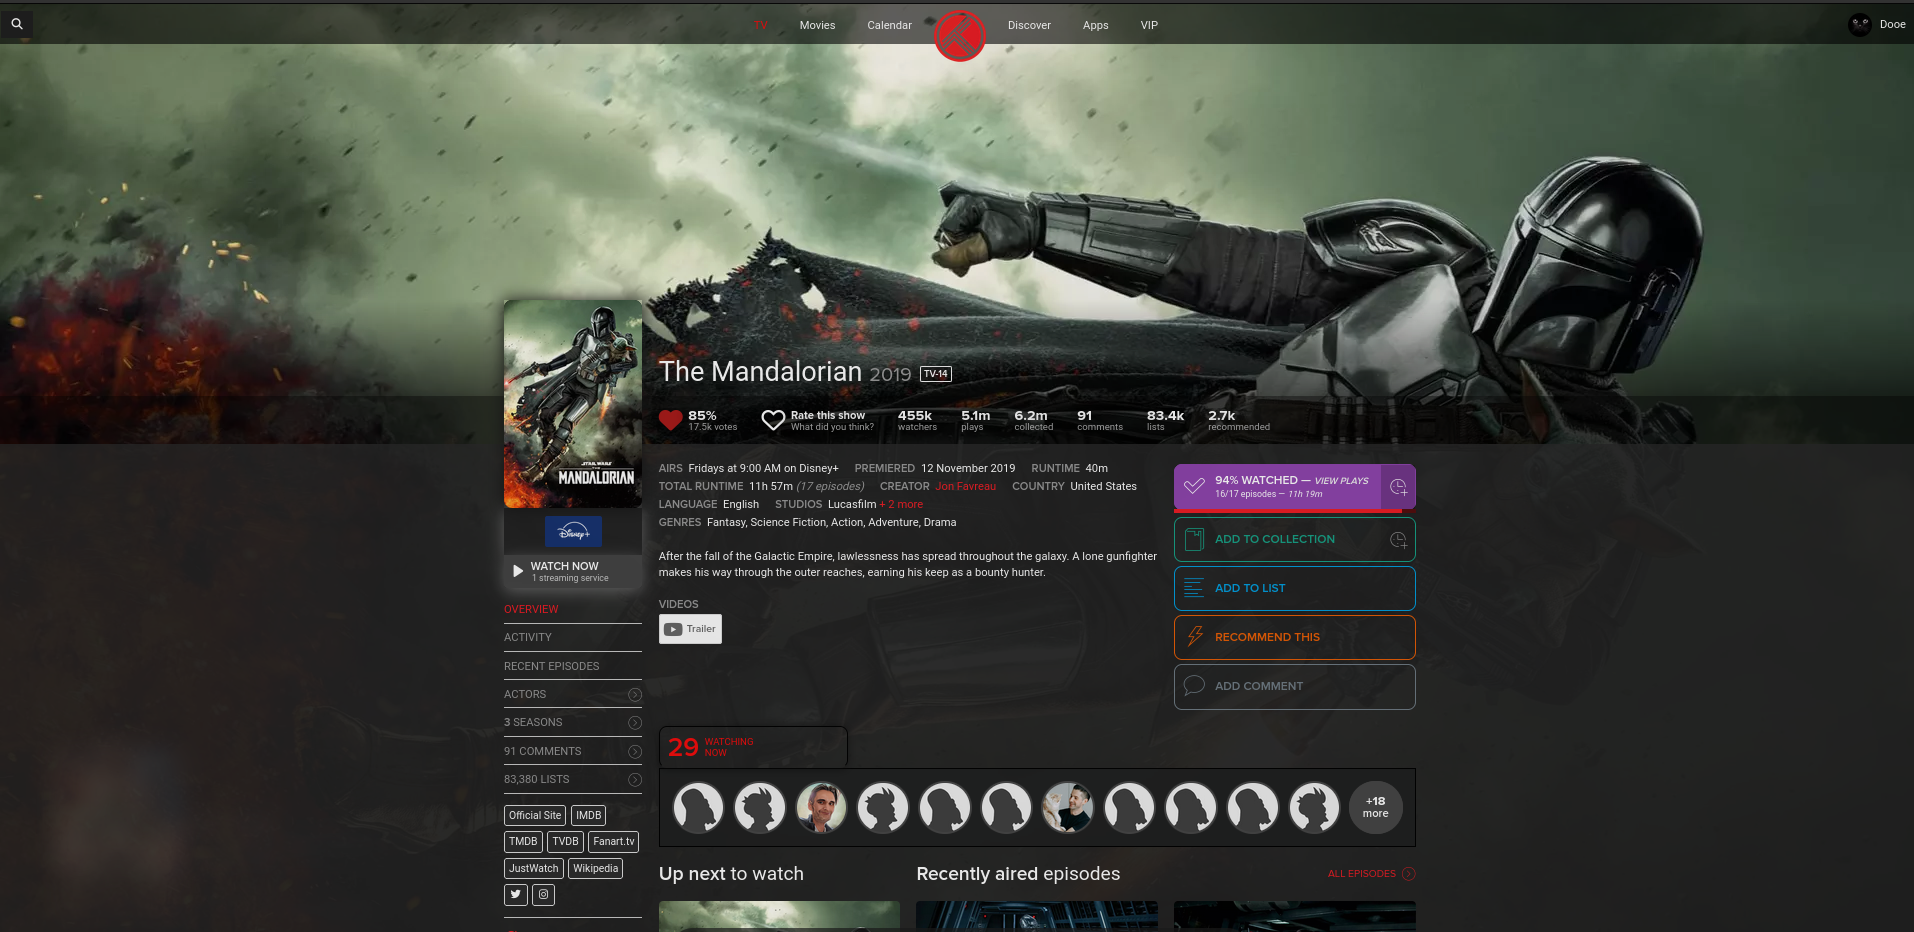 TV Movies Calendar Discover Apps VIP Dooe
STAR WARS
THE
MANDALORIAN
The Mandalorian 2019 TV-14
85%
17.5k votes
Rate this show
What did you think?
455k
watchers
5.1m
plays
6.2m
collected
91
comments
83.4k
lists
2.7k
recommended
Disney+
WATCH NOW
1 streaming service
OVERVIEW
ACTIVITY
RECENT EPISODES
ACTORS
3 SEASONS
91 COMMENTS
83,380 LISTS
Official Site IMDB
TMDB TVDB Fanart.tv
JustWatch Wikipedia
AIRS Fridays at 9:00 AM on Disney+ PREMIERED 12 November 2019 RUNTIME 40m
TOTAL RUNTIME 11h 57m (17 episodes) CREATOR Jon Favreau COUNTRY United States
LANGUAGE English STUDIOS Lucasfilm + 2 more
GENRES Fantasy, Science Fiction, Action, Adventure, Drama
After the fall of the Galactic Empire, lawlessness has spread throughout the galaxy. A lone gunfighter
makes his way through the outer reaches, earning his keep as a bounty hunter.
VIDEOS
Trailer
94% WATCHED — VIEW PLAYS
16/17 episodes — 11h 19m
ADD TO COLLECTION
ADD TO LIST
RECOMMEND THIS
ADD COMMENT
29 WATCHING
NOW
+18
more
Up next to watch
Recently aired episodes
ALL EPISODES